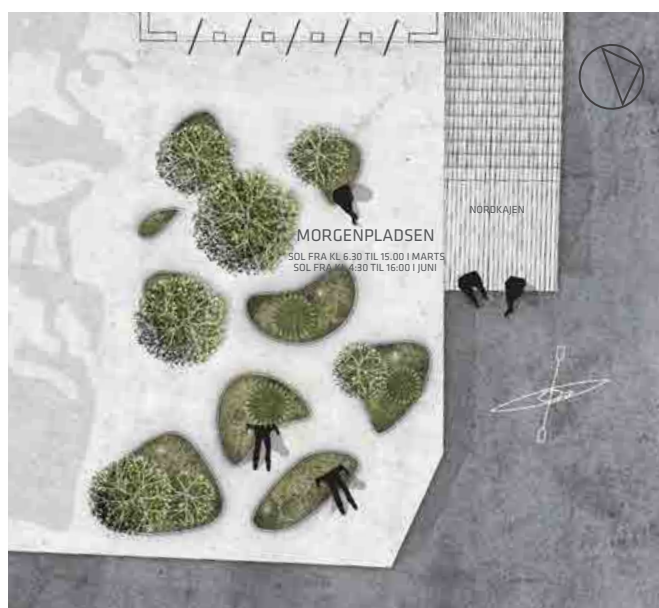 NORDKAJEN
MORGENPLADSEN
SOL FRA KL 6.30 TIL 15.00 I MARTS
SOL FRA KL 4:30 TIL 16:00 I JUNI